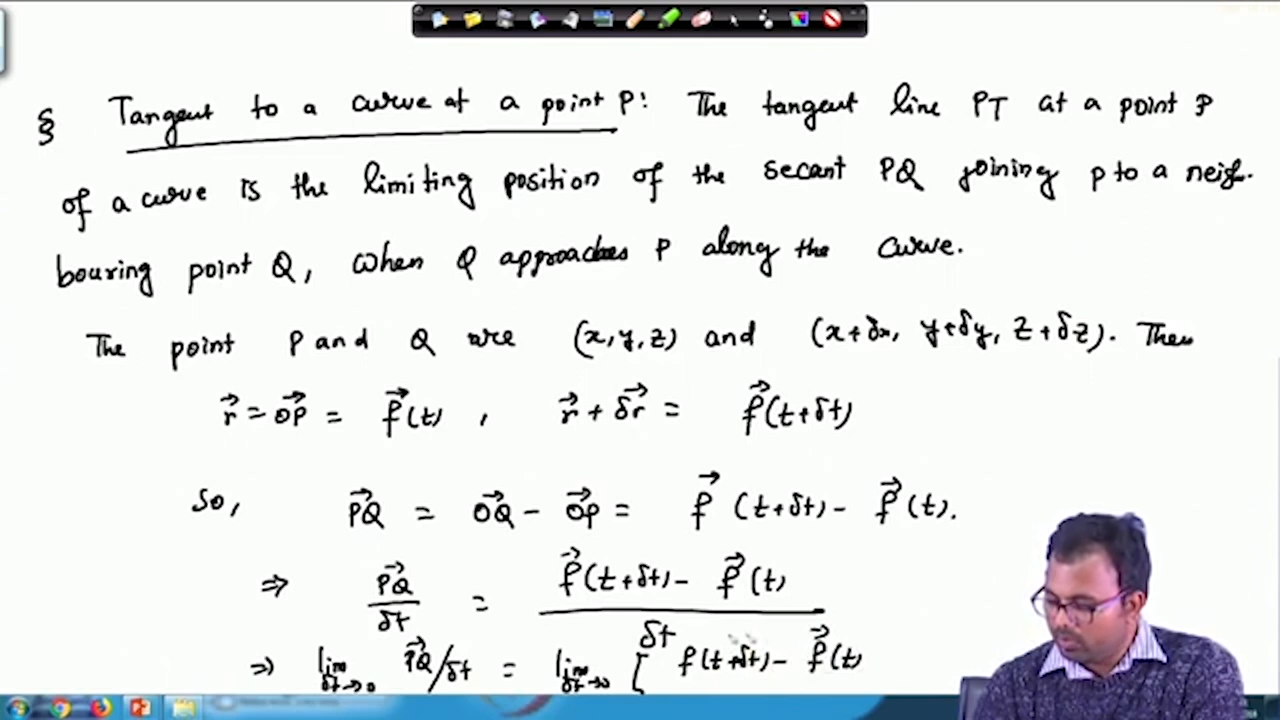 § Tangent to a curve at a point P: The tangent line PT at a point P
of a curve is the limiting position of the secant PQ joining p to a neigh-
bouring point Q, when Q approaches P along the curve.
The point P and Q are (x,y,z) and (x+δx, y+δy, z+δz). Then
r⃗ = OP⃗ = f⃗(t), r⃗ + δr⃗ = f⃗(t+δt)
So, PQ⃗ = OQ⃗ - OP⃗ = f⃗(t+δt) - f⃗(t).
⇒ PQ⃗/δt = (f⃗(t+δt) - f⃗(t))/δt
⇒ lim δt→0 PQ⃗/δt = lim δt→0 [ f(t+δt) - f⃗(t)